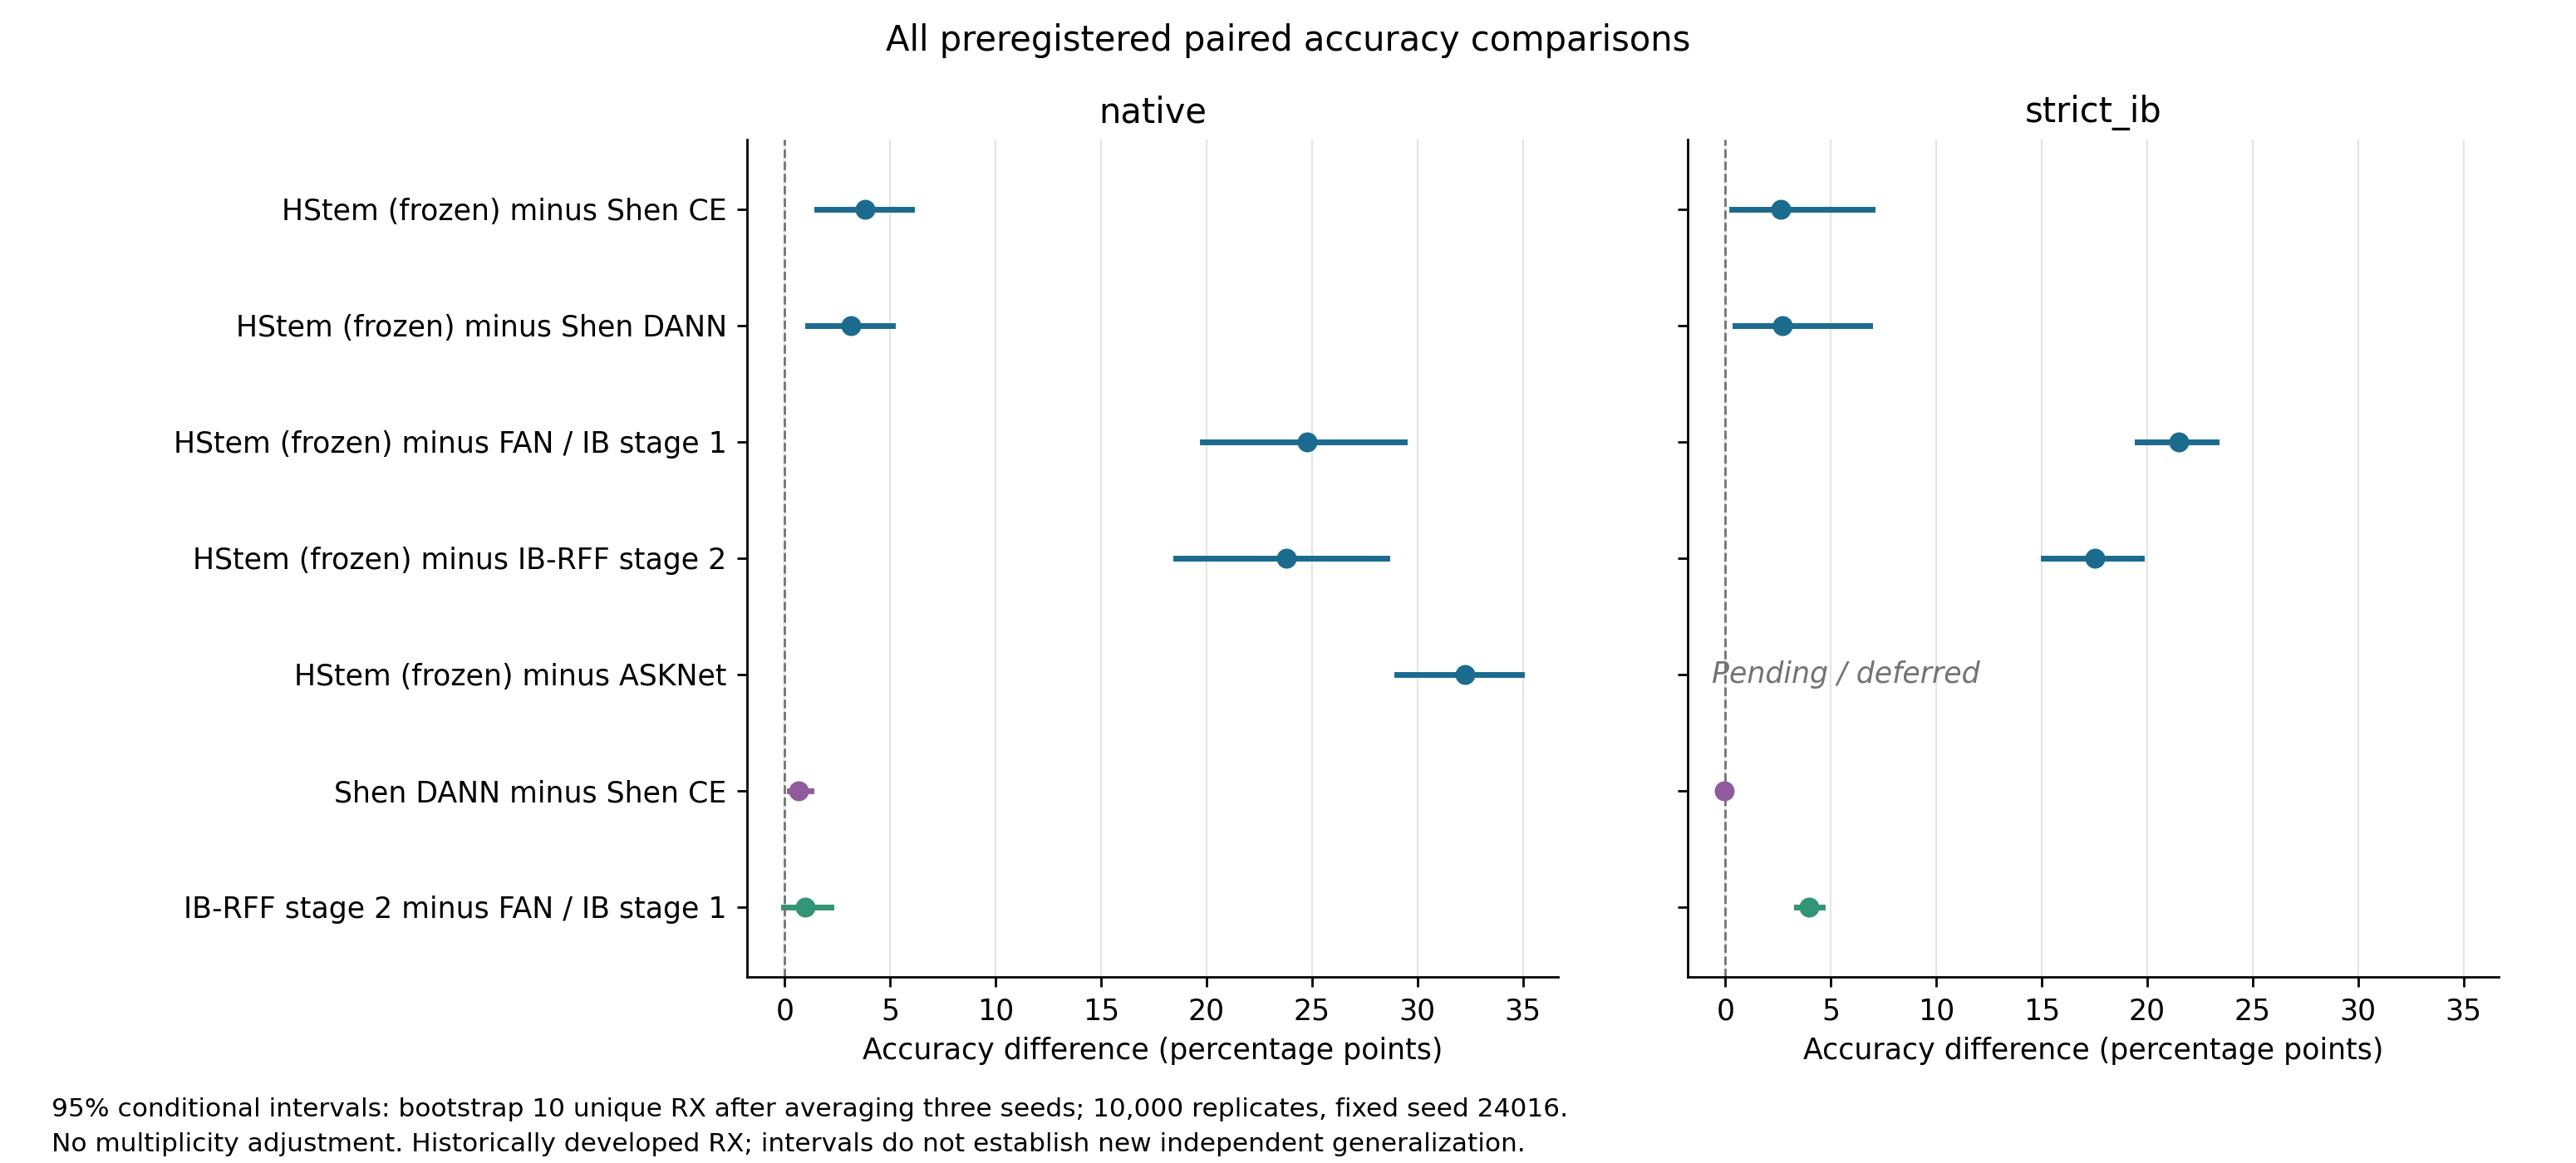 All preregistered paired accuracy comparisons
native
strict_ib
HStem (frozen) minus Shen CE
HStem (frozen) minus Shen DANN
HStem (frozen) minus FAN / IB stage 1
HStem (frozen) minus IB-RFF stage 2
HStem (frozen) minus ASKNet
Pending / deferred
Shen DANN minus Shen CE
IB-RFF stage 2 minus FAN / IB stage 1
0 5 10 15 20 25 30 35
0 5 10 15 20 25 30 35
Accuracy difference (percentage points)
Accuracy difference (percentage points)
95% conditional intervals: bootstrap 10 unique RX after averaging three seeds; 10,000 replicates, fixed seed 24016.
No multiplicity adjustment. Historically developed RX; intervals do not establish new independent generalization.